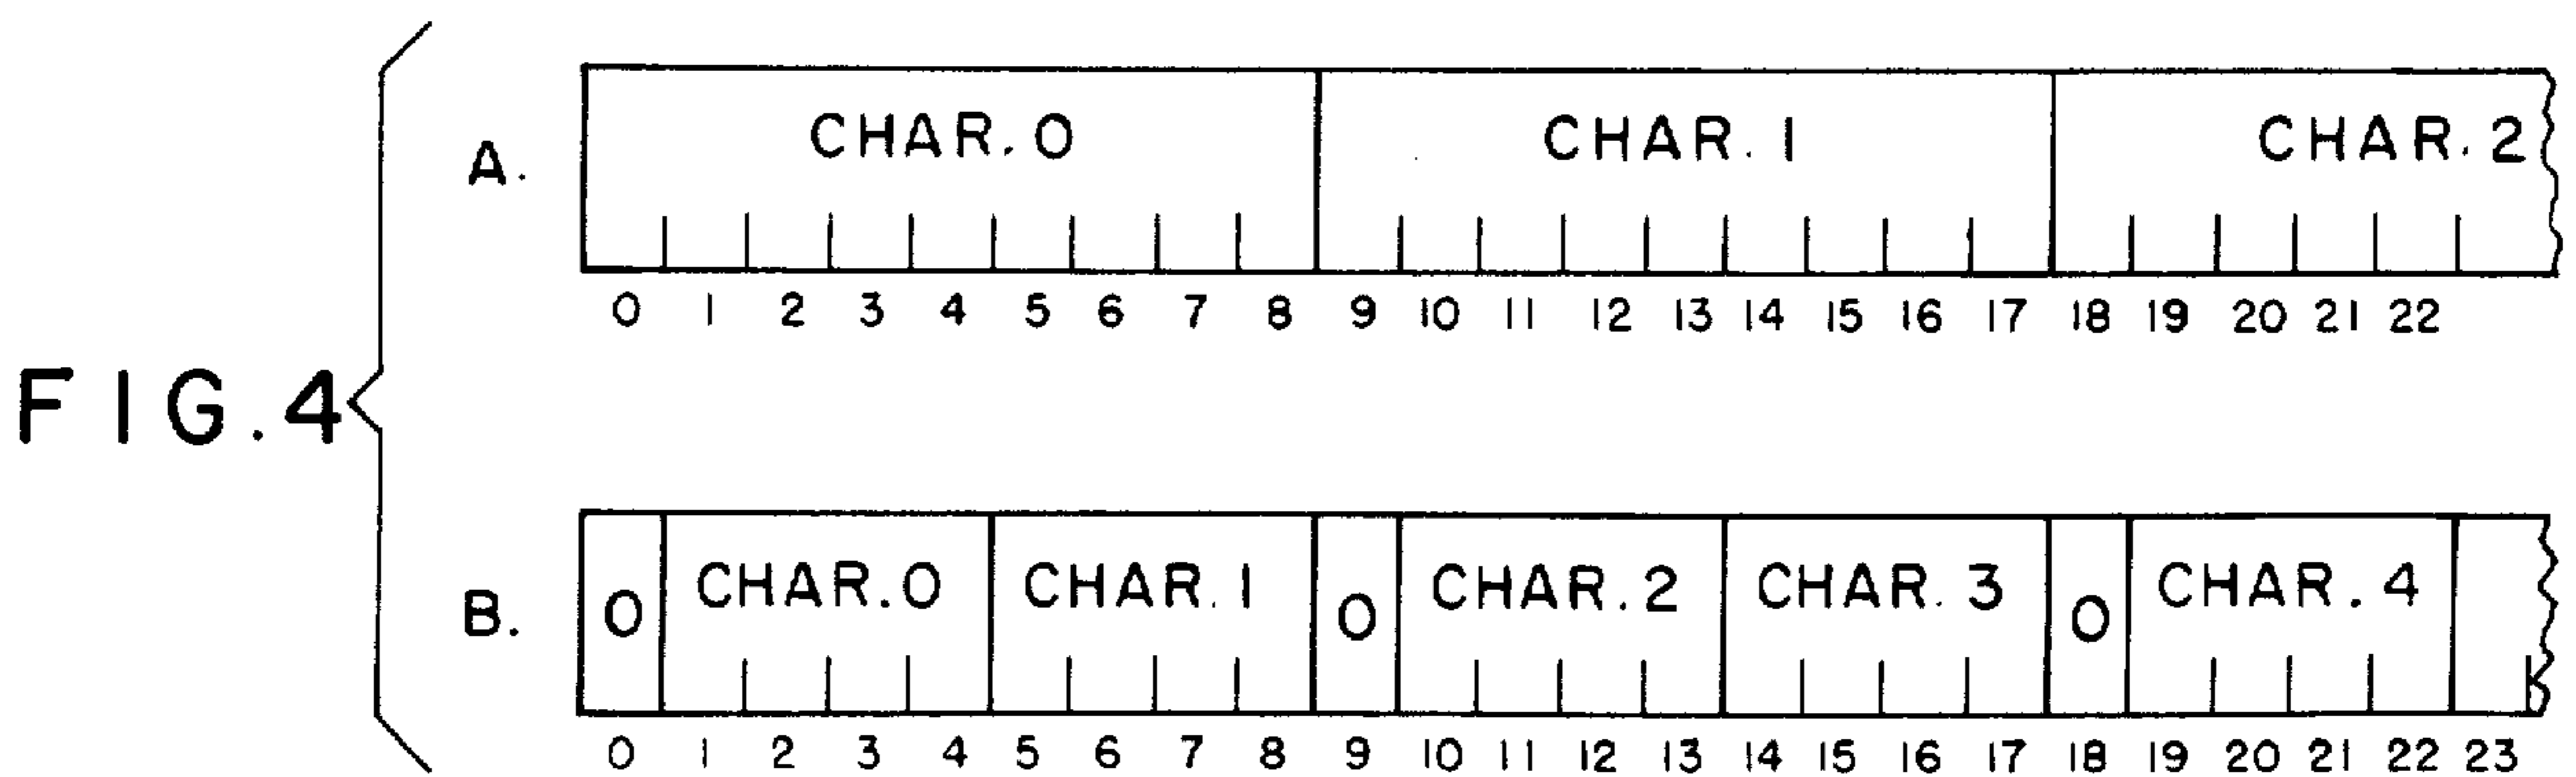 FIG. 4
A.
CHAR. 0 CHAR. 1 CHAR. 2
0 1 2 3 4 5 6 7 8 9 10 11 12 13 14 15 16 17 18 19 20 21 22
B.
0 CHAR. 0 CHAR. 1 0 CHAR. 2 CHAR. 3 0 CHAR. 4
0 1 2 3 4 5 6 7 8 9 10 11 12 13 14 15 16 17 18 19 20 21 22 23